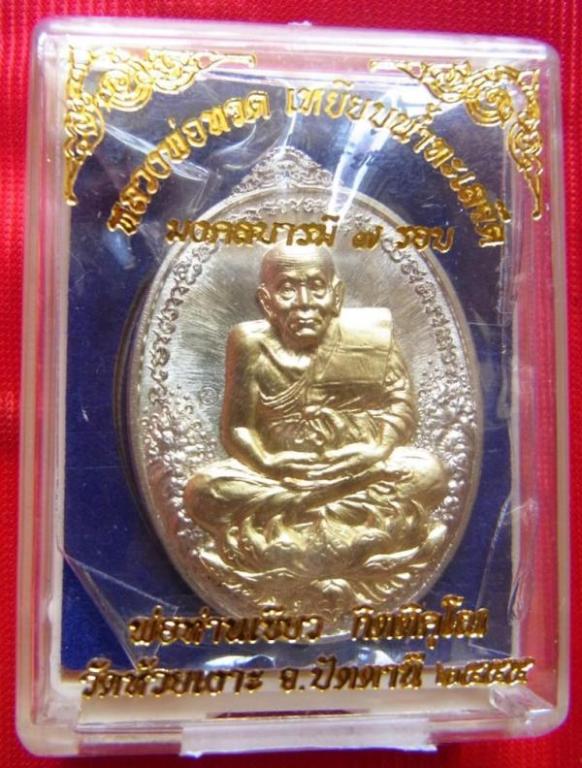 หลวงพ่อทวด เหยียบน้ำทะเลจืด
มงคลบารมี ๗ รอบ
พ่อท่านเขียว กิตติคุโณ
วัดห้วยเงาะ จ.ปัตตานี ๒๕๕๕